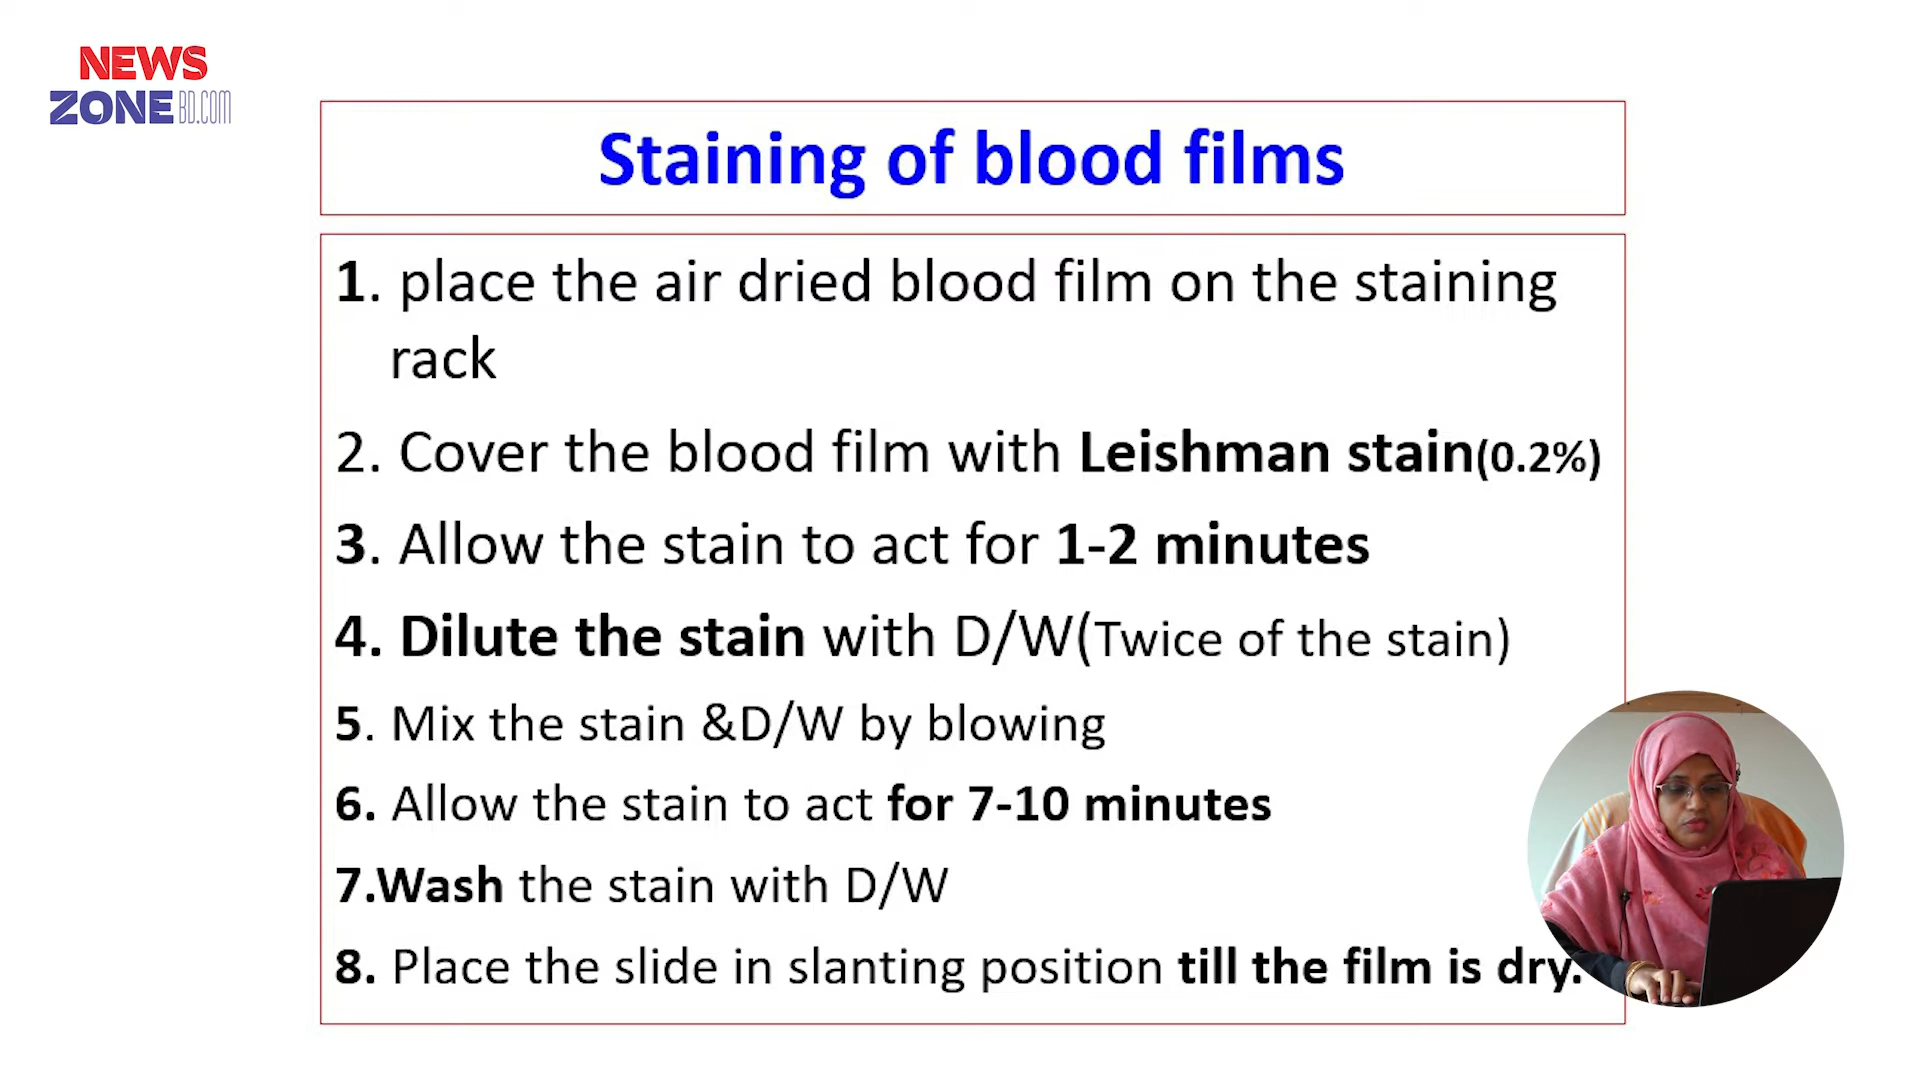 NEWS
ZONE BD.COM
Staining of blood films
1. place the air dried blood film on the staining
rack
2. Cover the blood film with Leishman stain(0.2%)
3. Allow the stain to act for 1-2 minutes
4. Dilute the stain with D/W(Twice of the stain)
5. Mix the stain &D/W by blowing
6. Allow the stain to act for 7-10 minutes
7.Wash the stain with D/W
8. Place the slide in slanting position till the film is dry.